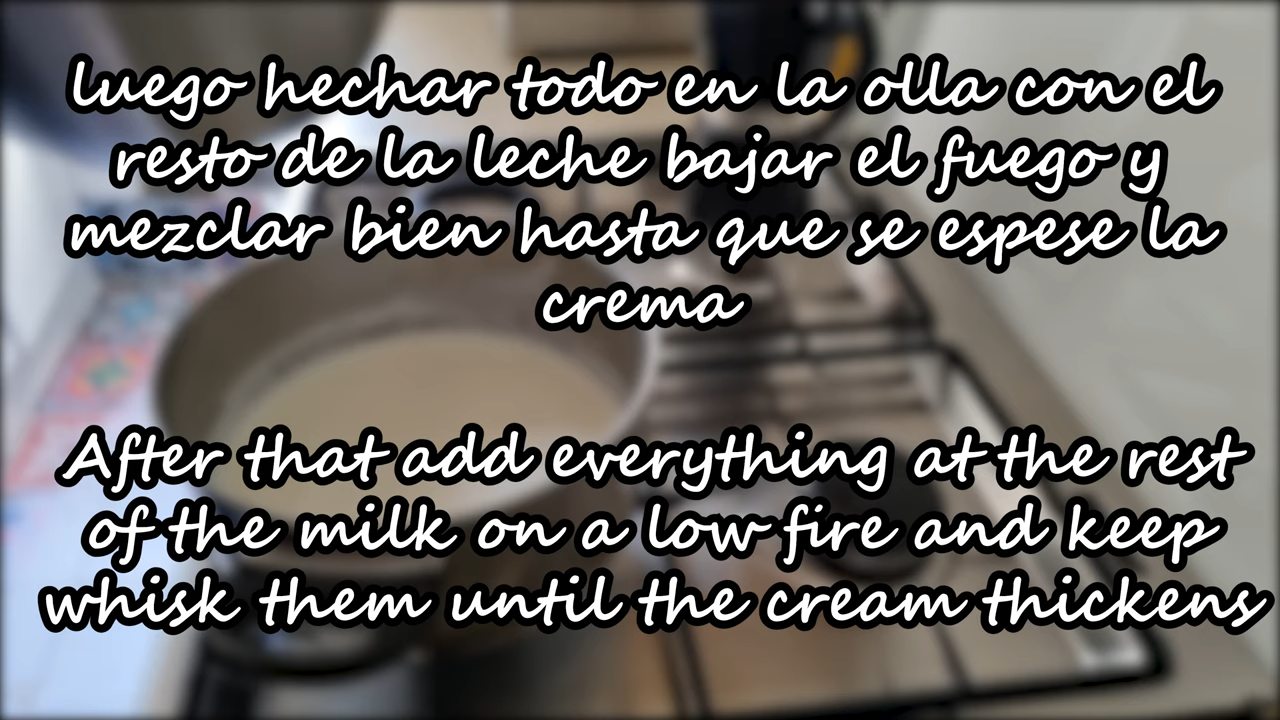 luego hechar todo en la olla con el
resto de la leche bajar el fuego y
mezclar bien hasta que se espese la
crema
After that add everything at the rest
of the milk on a low fire and keep
whisk them until the cream thickens